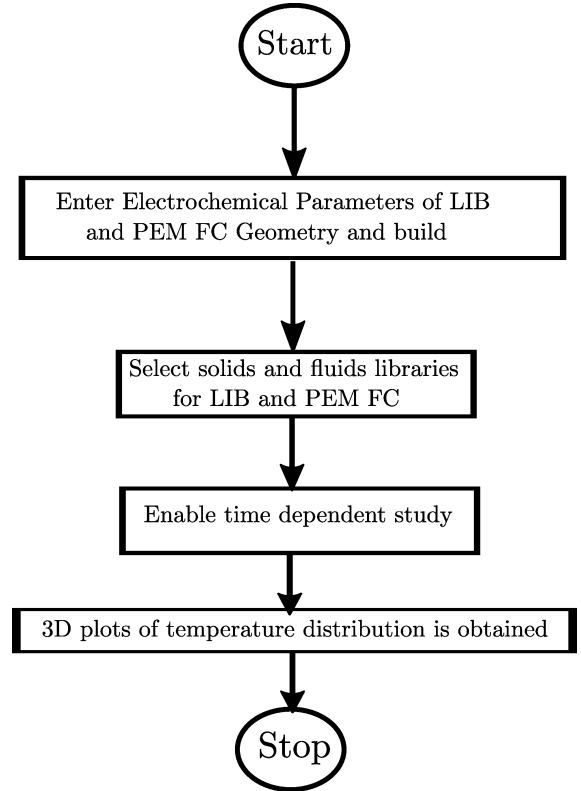 Start
Enter Electrochemical Parameters of LIB
and PEM FC Geometry and build
Select solids and fluids libraries
for LIB and PEM FC
Enable time dependent study
3D plots of temperature distribution is obtained
Stop